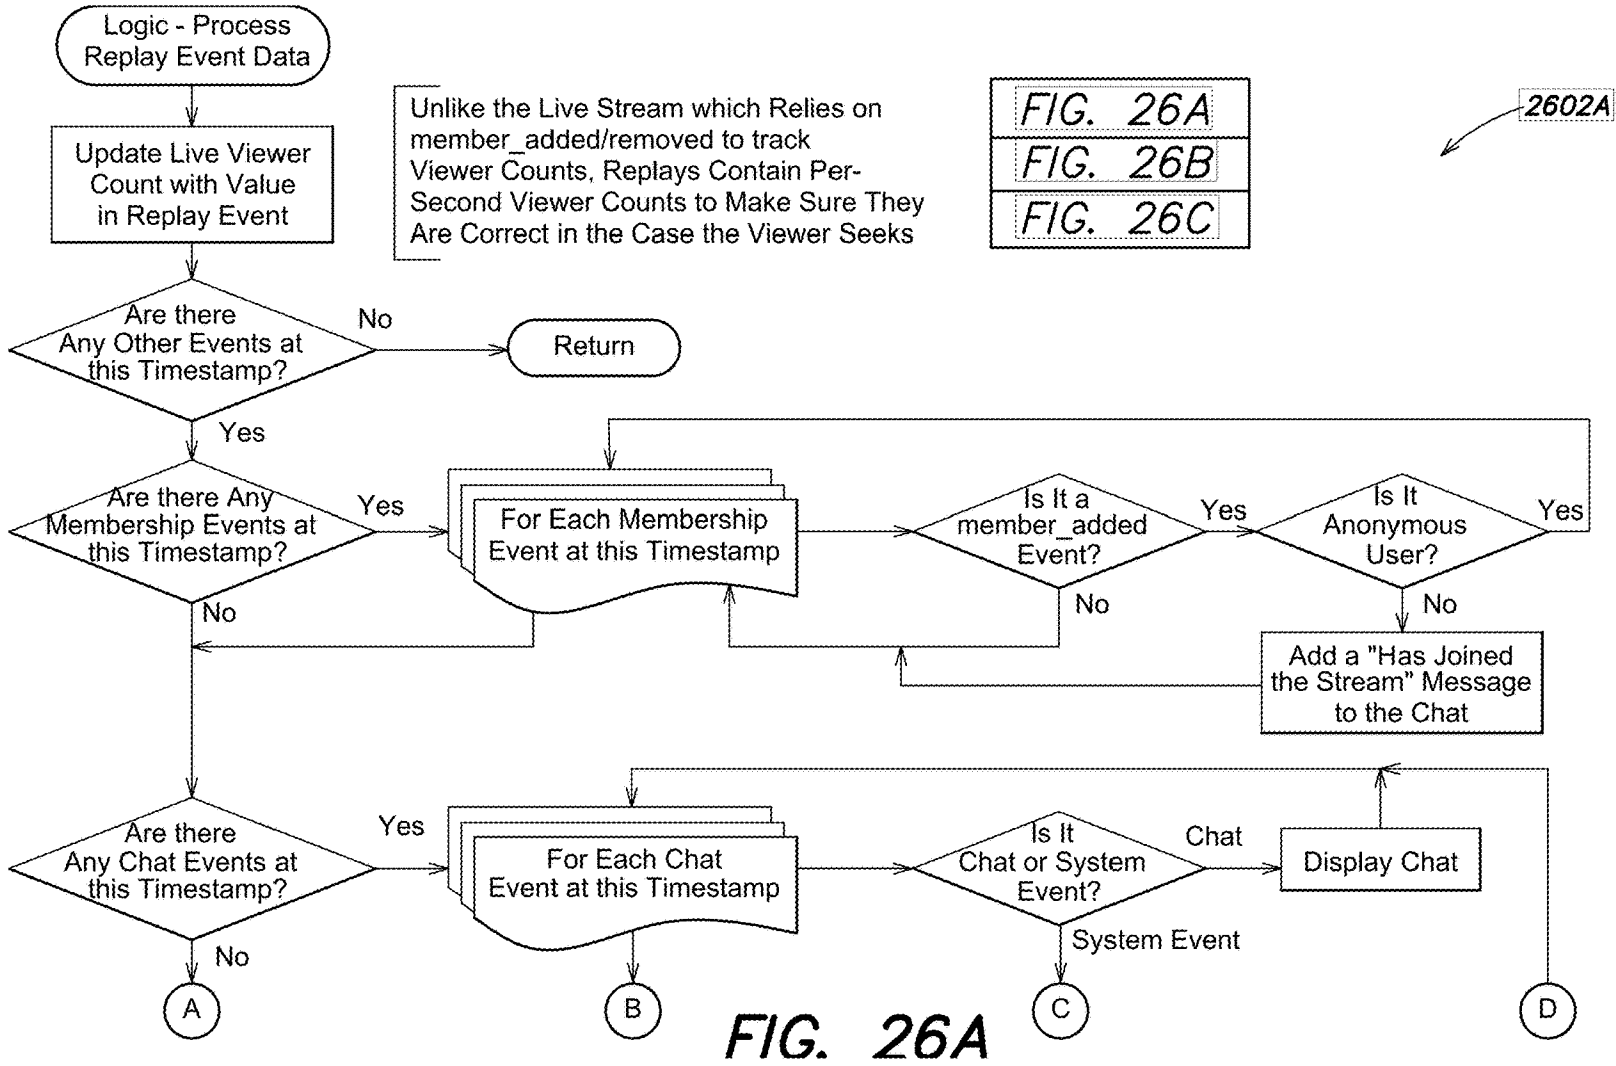 Logic - Process
Replay Event Data
Update Live Viewer
Count with Value
in Replay Event
Unlike the Live Stream which Relies on
member_added/removed to track
Viewer Counts, Replays Contain Per-
Second Viewer Counts to Make Sure They
Are Correct in the Case the Viewer Seeks
FIG. 26A
FIG. 26B
FIG. 26C
2602A
Are there
Any Other Events at
this Timestamp?
No
Return
Yes
Are there Any
Membership Events at
this Timestamp?
Yes
No
For Each Membership
Event at this Timestamp
Is It a
member_added
Event?
Yes
No
Is It
Anonymous
User?
Yes
No
Add a "Has Joined
the Stream" Message
to the Chat
Are there
Any Chat Events at
this Timestamp?
Yes
No
For Each Chat
Event at this Timestamp
Is It
Chat or System
Event?
Chat
Display Chat
System Event
A
B
C
D
FIG. 26A